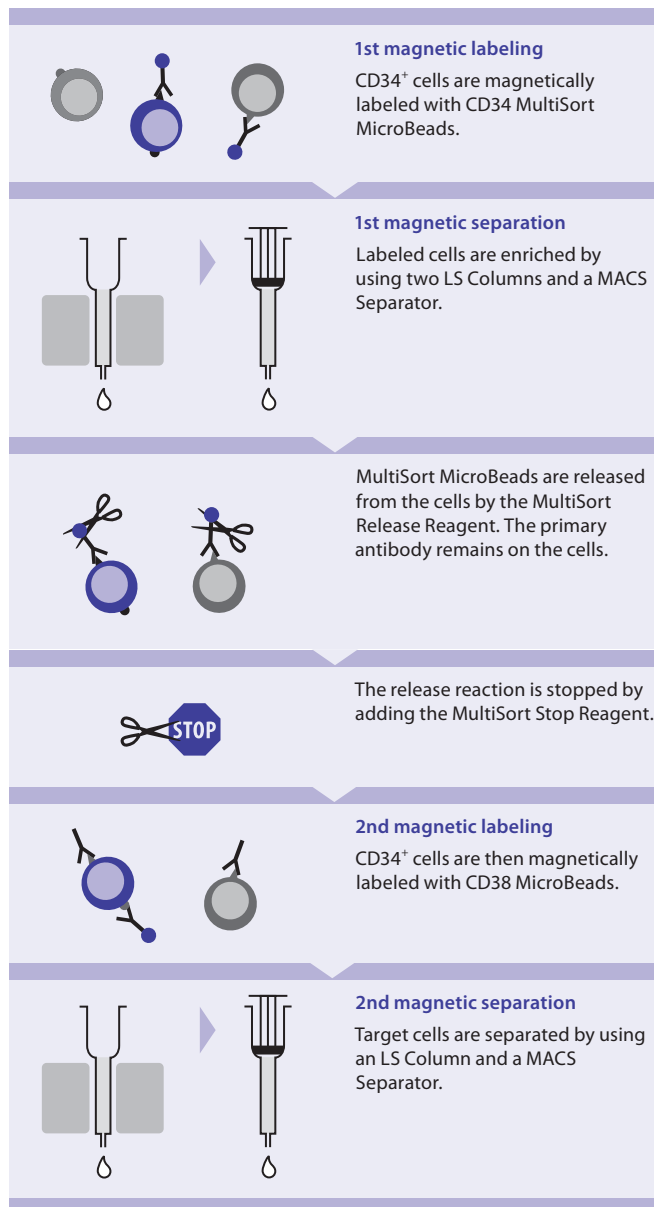 1st magnetic labeling
CD34⁺ cells are magnetically
labeled with CD34 MultiSort
MicroBeads.
1st magnetic separation
Labeled cells are enriched by
using two LS Columns and a MACS
Separator.
MultiSort MicroBeads are released
from the cells by the MultiSort
Release Reagent. The primary
antibody remains on the cells.
STOP
The release reaction is stopped by
adding the MultiSort Stop Reagent.
2nd magnetic labeling
CD34⁺ cells are then magnetically
labeled with CD38 MicroBeads.
2nd magnetic separation
Target cells are separated by using
an LS Column and a MACS
Separator.